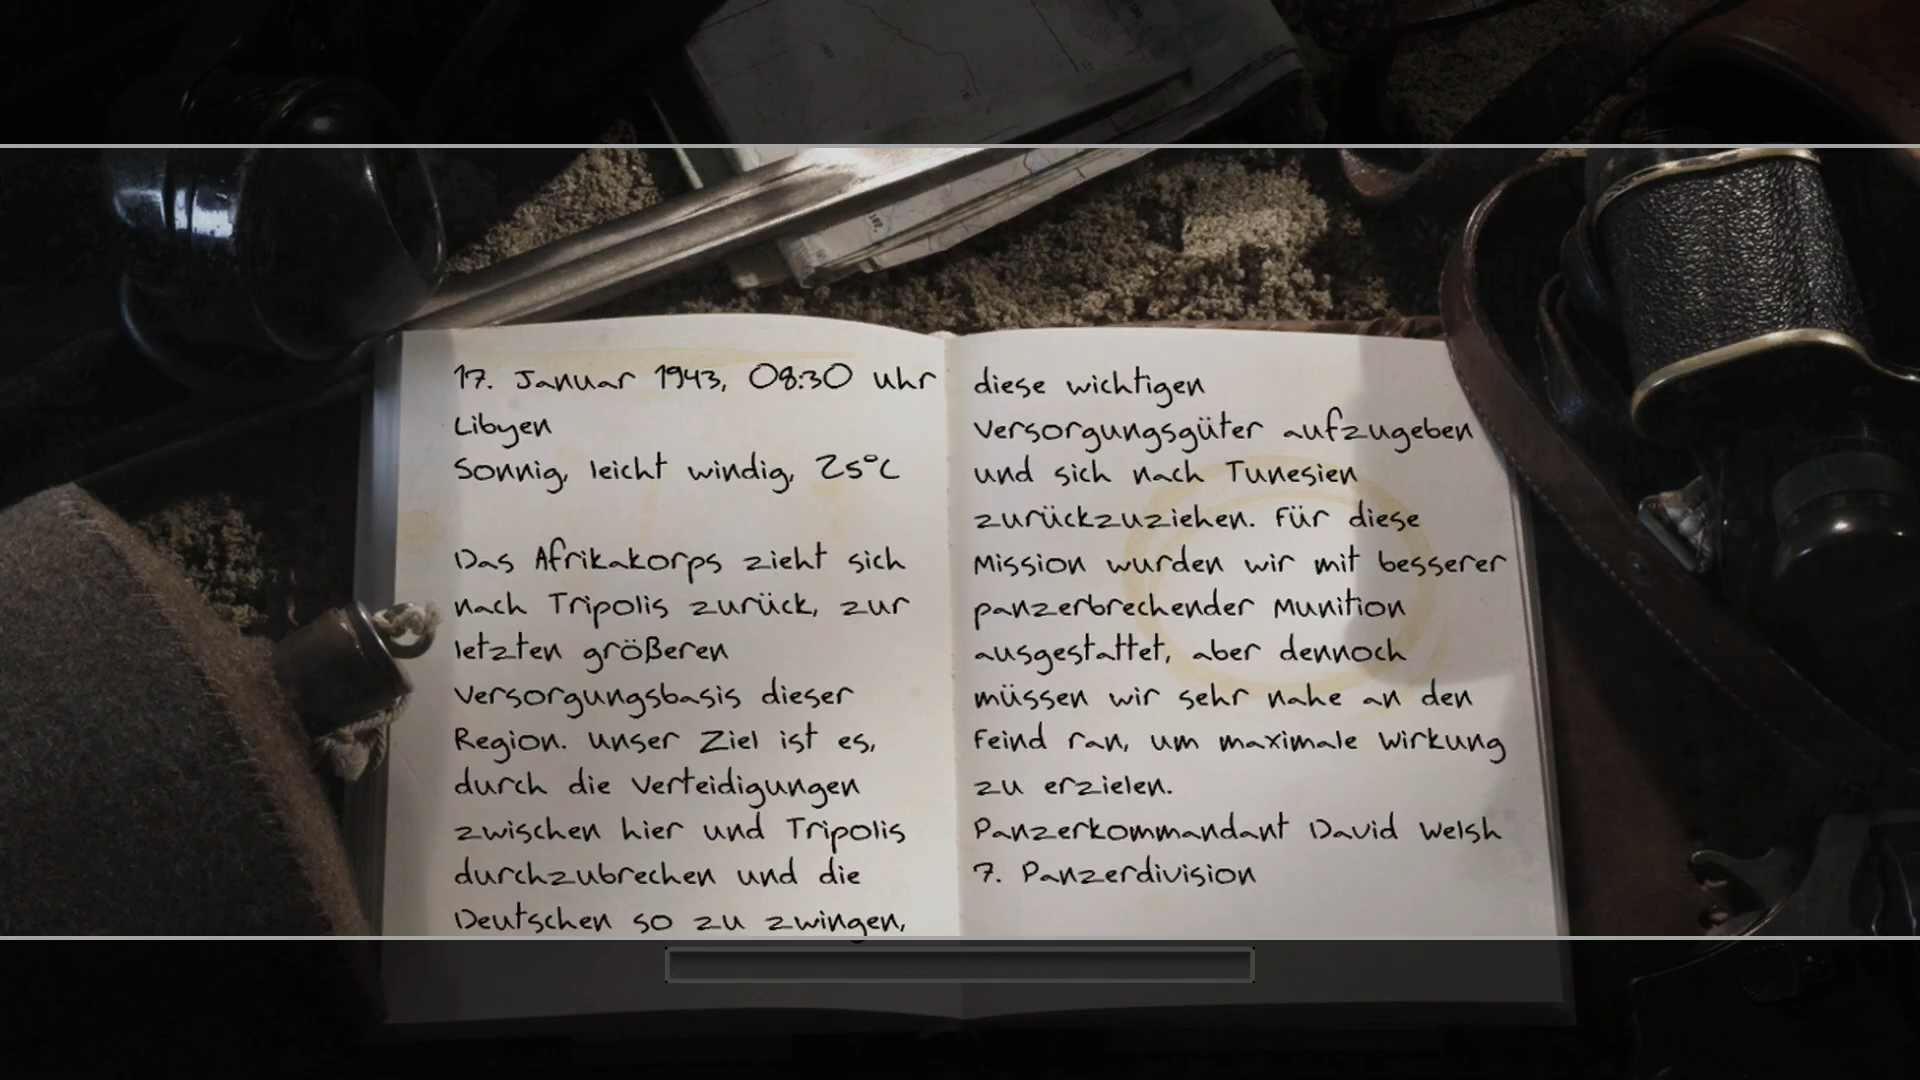 17. Januar 1943, 08:30 Uhr
Libyen
Sonnig, leicht windig, 25°C
Das Afrikakorps zieht sich
nach Tripolis zurück, zur
letzten größeren
Versorgungsbasis dieser
Region. Unser Ziel ist es,
durch die Verteidigungen
zwischen hier und Tripolis
durchzubrechen und die
Deutschen so zu zwingen,
diese wichtigen
Versorgungsgüter aufzugeben
und sich nach Tunesien
zurückzuziehen. Für diese
Mission wurden wir mit besserer
panzerbrechender Munition
ausgestattet, aber dennoch
müssen wir sehr nahe an den
Feind ran, um maximale Wirkung
zu erzielen.
Panzerkommandant David Welsh
7. Panzerdivision